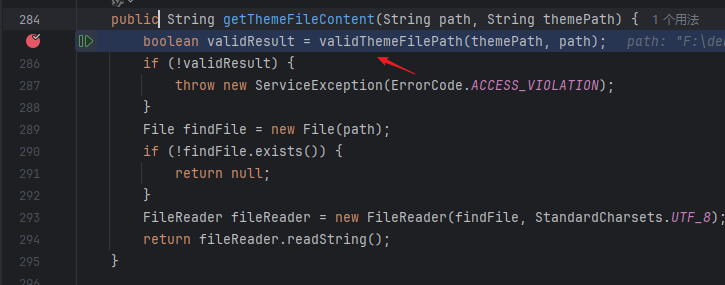 284 public String getThemeFileContent(String path, String themePath) { 1 个用法
boolean validResult = validThemeFilePath(themePath, path); path: "F:\de
286 if (!validResult) {
287 throw new ServiceException(ErrorCode.ACCESS_VIOLATION);
288 }
289 File findFile = new File(path);
290 if (!findFile.exists()) {
291 return null;
292 }
293 FileReader fileReader = new FileReader(findFile, StandardCharsets.UTF_8);
294 return fileReader.readString();
295 }